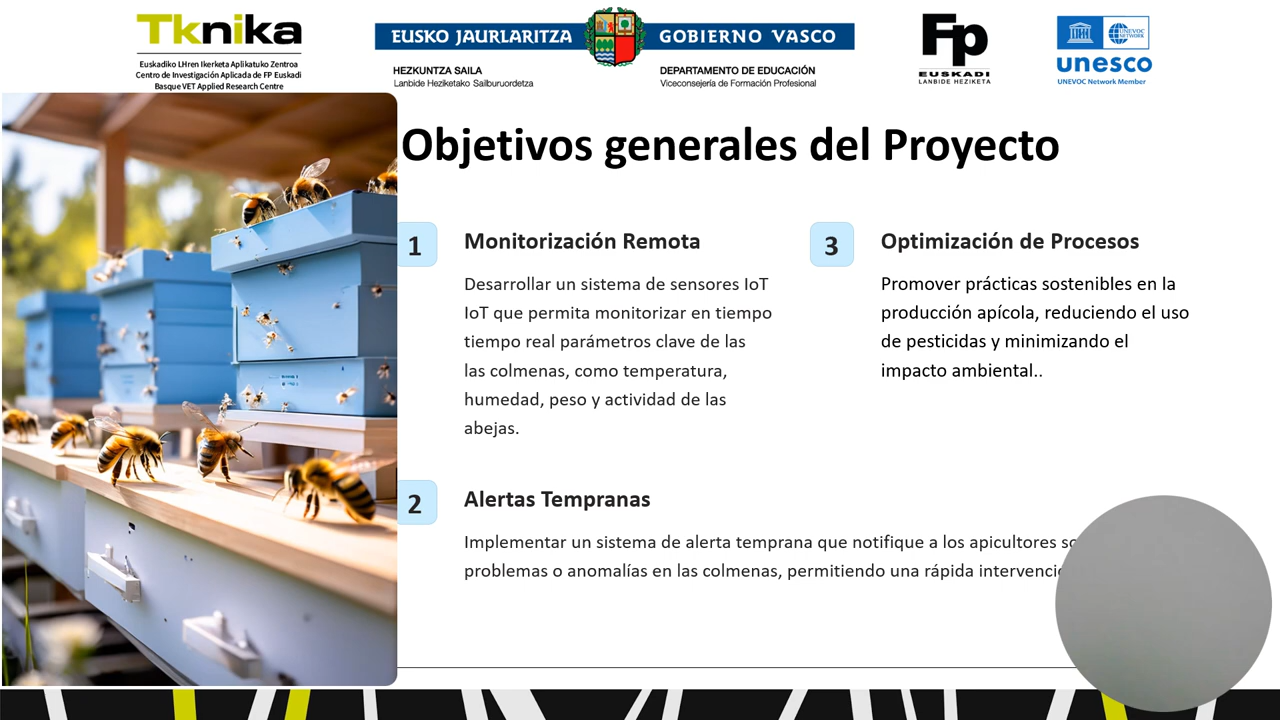 Tknika
Euskadiko LHren Ikerketa Aplikatuko Zentroa
Centro de Investigación Aplicada de FP Euskadi
Basque VET Applied Research Centre
EUSKO JAURLARITZA
GOBIERNO VASCO
HEZKUNTZA SAILA
Lanbide Heziketako Sailburuordetza
DEPARTAMENTO DE EDUCACIÓN
Viceconsejería de Formación Profesional
Fp
EUSKADI
LANBIDE HEZIKETA
UNEVOC
NETWORK
unesco
UNEVOC Network Member
Objetivos generales del Proyecto
1
Monitorización Remota
Desarrollar un sistema de sensores IoT
IoT que permita monitorizar en tiempo
tiempo real parámetros clave de las
las colmenas, como temperatura,
humedad, peso y actividad de las
abejas.
3
Optimización de Procesos
Promover prácticas sostenibles en la
producción apícola, reduciendo el uso
de pesticidas y minimizando el
impacto ambiental..
2
Alertas Tempranas
Implementar un sistema de alerta temprana que notifique a los apicultores
problemas o anomalías en las colmenas, permitiendo una rápida